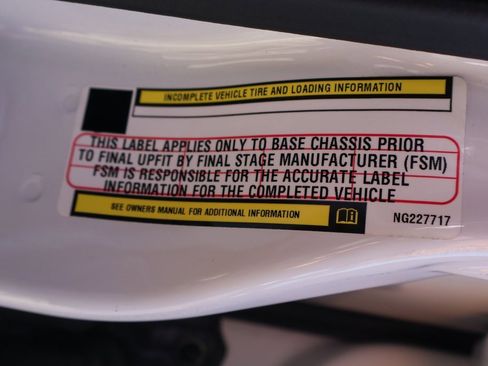 INCOMPLETE VEHICLE TIRE AND LOADING INFORMATION
THIS LABEL APPLIES ONLY TO BASE CHASSIS PRIOR
TO FINAL UPFIT BY FINAL STAGE MANUFACTURER (FSM)
FSM IS RESPONSIBLE FOR THE ACCURATE LABEL
INFORMATION FOR THE COMPLETED VEHICLE
SEE OWNERS MANUAL FOR ADDITIONAL INFORMATION
NG227717